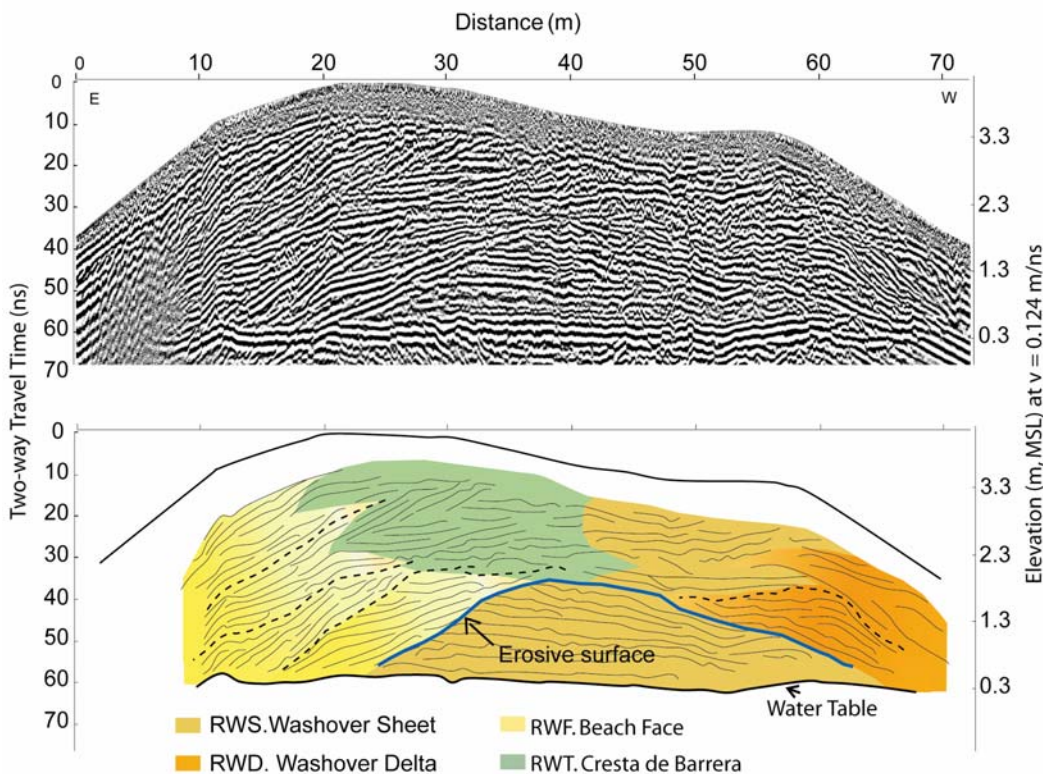 Distance (m)
0 10 20 30 40 50 60 70
E
W
0
10
20
30
40
50
60
70
3.3
2.3
1.3
0.3
Two-way Travel Time (ns)
Elevation (m, MSL) at v = 0.124 m/ns
0
10
20
30
40
50
60
70
3.3
2.3
1.3
0.3
Erosive surface
Water Table
RWS.Washover Sheet
RWF. Beach Face
RWD. Washover Delta
RWT. Cresta de Barrera